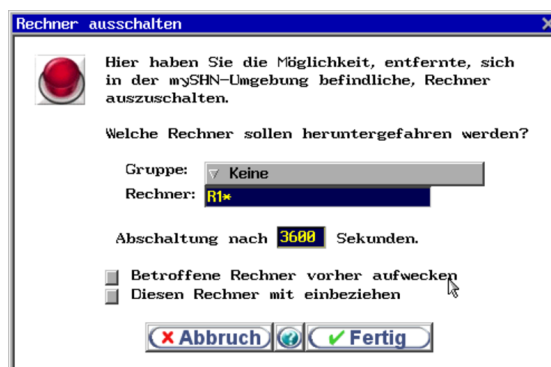 Rechner ausschalten
Hier haben Sie die Möglichkeit, entfernte, sich
in der mySHN-Umgebung befindliche, Rechner
auszuschalten.
Welche Rechner sollen heruntergefahren werden?
Gruppe: Keine
Rechner: R1*
Abschaltung nach 3600 Sekunden.
Betroffene Rechner vorher aufwecken
Diesen Rechner mit einbeziehen
Abbruch ? Fertig